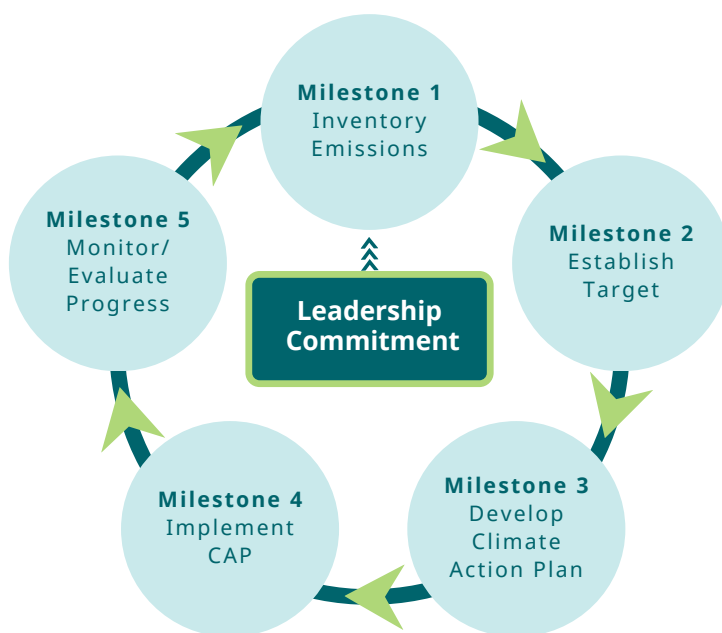 Milestone 1
Inventory
Emissions
Milestone 2
Establish
Target
Milestone 3
Develop
Climate
Action Plan
Milestone 4
Implement
CAP
Milestone 5
Monitor/
Evaluate
Progress
Leadership
Commitment